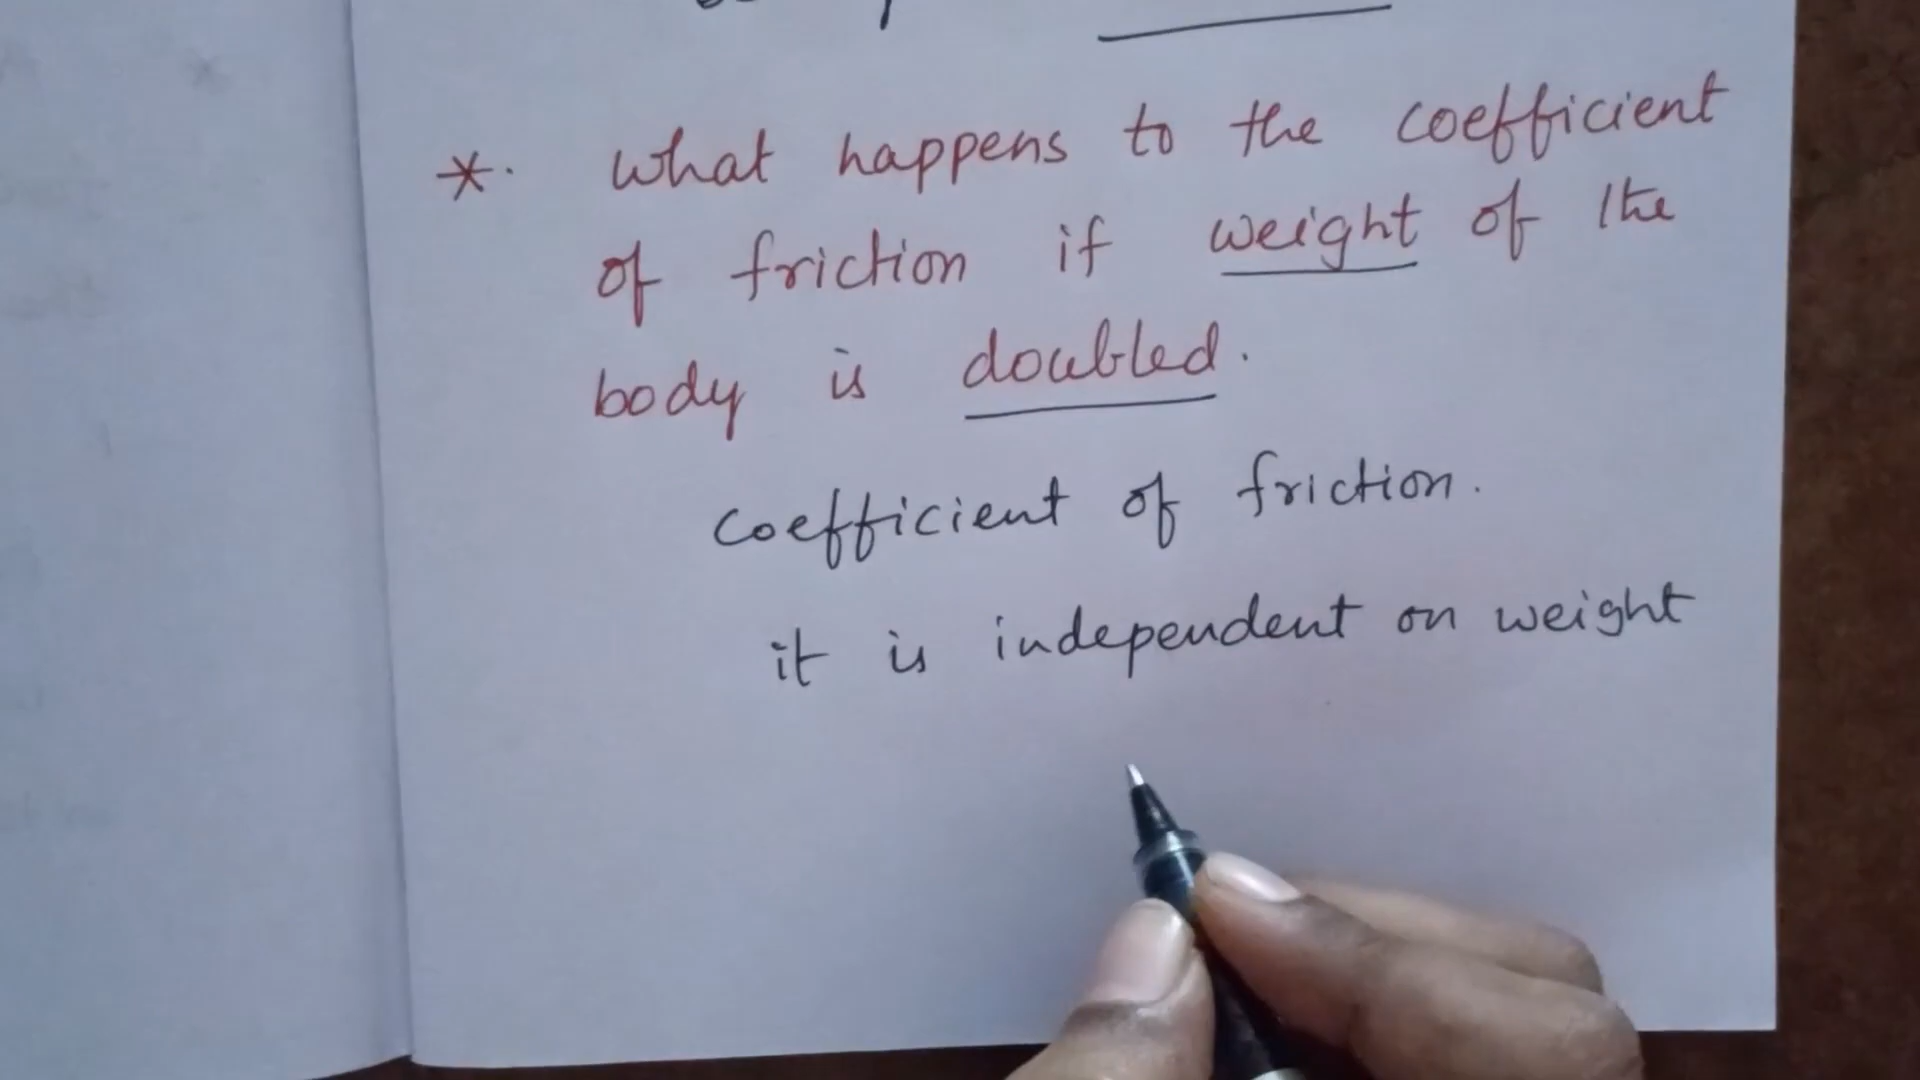 *. what happens to the coefficient
of friction if weight of the
body is doubled.
coefficient of friction.
it is independent on weight